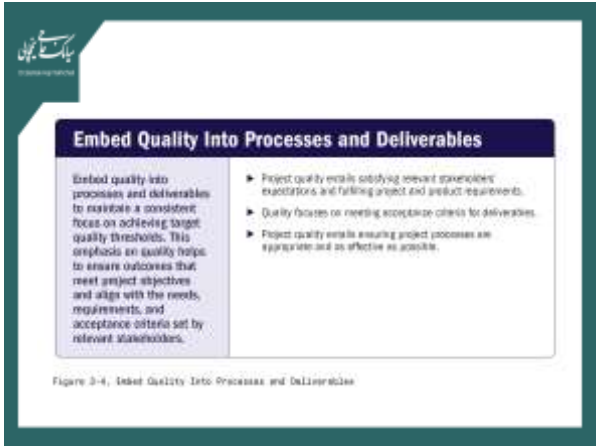 Embed Quality Into Processes and Deliverables
Embed quality into
processes and deliverables
to maintain a consistent
focus on achieving target
quality thresholds. This
emphasis on quality helps
to ensure outcomes that
meet project objectives
and align with the needs,
requirements, and
acceptance criteria set by
relevant stakeholders.
► Project quality entails satisfying relevant stakeholders'
expectations and fulfilling project and product requirements.
► Quality focuses on meeting acceptance criteria for deliverables.
► Project quality entails ensuring project processes are
appropriate and as effective as possible.
Figure 3-4. Embed Quality Into Processes and Deliverables